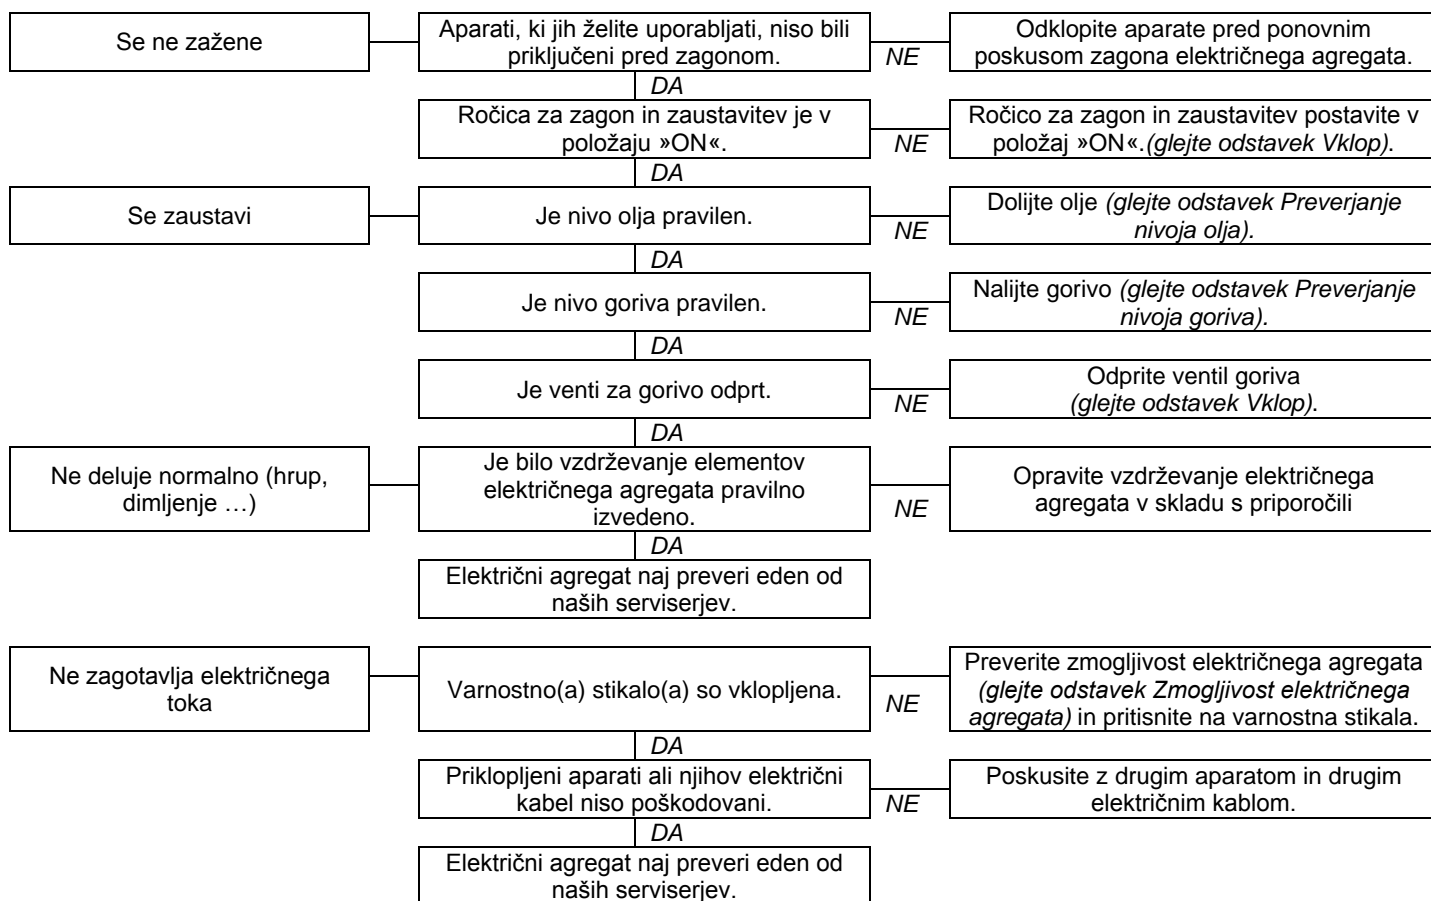 Se ne zažene
Aparati, ki jih želite uporabljati, niso bili
priključeni pred zagonom.
NE
Odklopite aparate pred ponovnim
poskusom zagona električnega agregata.
DA
Ročica za zagon in zaustavitev je v
položaju »ON«.
NE
Ročico za zagon in zaustavitev postavite v
položaj »ON«.(glejte odstavek Vklop).
DA
Se zaustavi
Je nivo olja pravilen.
NE
Dolijte olje (glejte odstavek Preverjanje
nivoja olja).
DA
Je nivo goriva pravilen.
NE
Nalijte gorivo (glejte odstavek Preverjanje
nivoja goriva).
DA
Je venti za gorivo odprt.
NE
Odprite ventil goriva
(glejte odstavek Vklop).
DA
Ne deluje normalno (hrup,
dimljenje …)
Je bilo vzdrževanje elementov
električnega agregata pravilno
izvedeno.
NE
Opravite vzdrževanje električnega
agregata v skladu s priporočili
DA
Električni agregat naj preveri eden od
naših serviserjev.
Ne zagotavlja električnega
toka
Varnostno(a) stikalo(a) so vklopljena.
NE
Preverite zmogljivost električnega agregata
(glejte odstavek Zmogljivost električnega
agregata) in pritisnite na varnostna stikala.
DA
Priklopljeni aparati ali njihov električni
kabel niso poškodovani.
NE
Poskusite z drugim aparatom in drugim
električnim kablom.
DA
Električni agregat naj preveri eden od
naših serviserjev.